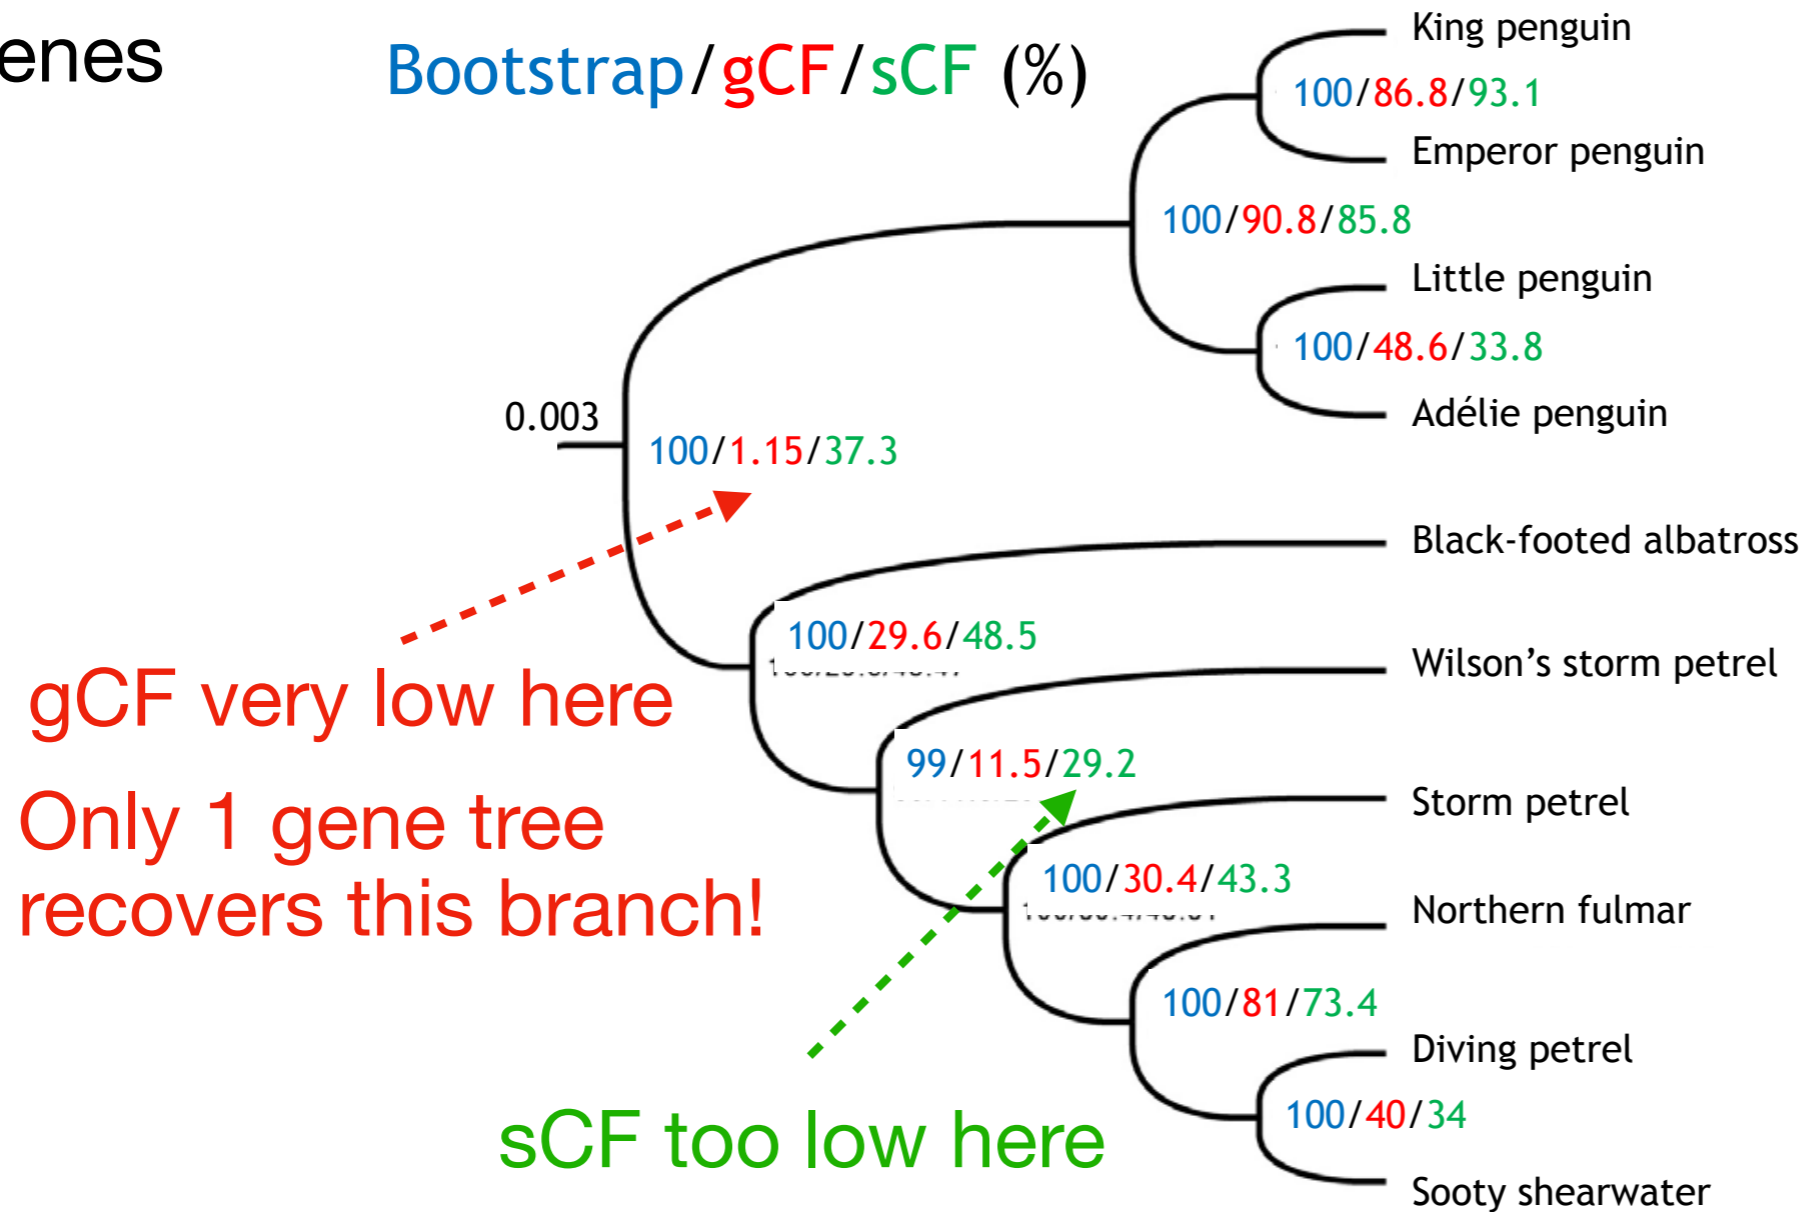 enes
Bootstrap/gCF/sCF (%)
King penguin
100/86.8/93.1
Emperor penguin
100/90.8/85.8
Little penguin
100/48.6/33.8
Adélie penguin
0.003
100/1.15/37.3
Black-footed albatross
100/29.6/48.5
Wilson’s storm petrel
gCF very low here
99/11.5/29.2
Storm petrel
Only 1 gene tree
recovers this branch!
100/30.4/43.3
Northern fulmar
100/81/73.4
Diving petrel
100/40/34
sCF too low here
Sooty shearwater